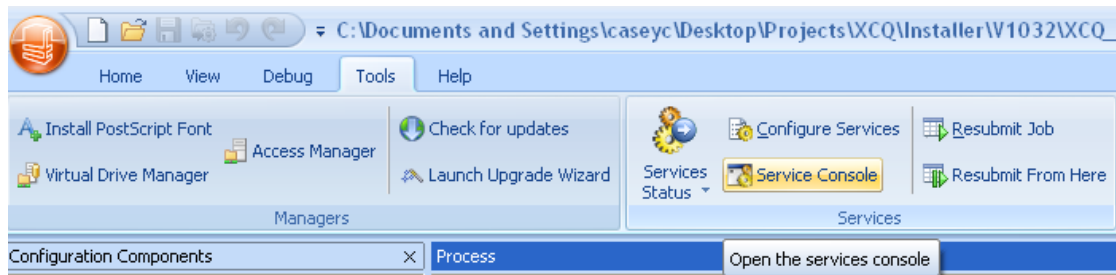 C:\Documents and Settings\caseyc\Desktop\Projects\XCQ\Installer\V1032\XCQ_
Home View Debug Tools Help
Install PostScript Font
Virtual Drive Manager
Access Manager
Check for updates
Launch Upgrade Wizard
Managers
Services
Status
Configure Services
Service Console
Resubmit Job
Resubmit From Here
Services
Configuration Components
Process
Open the services console